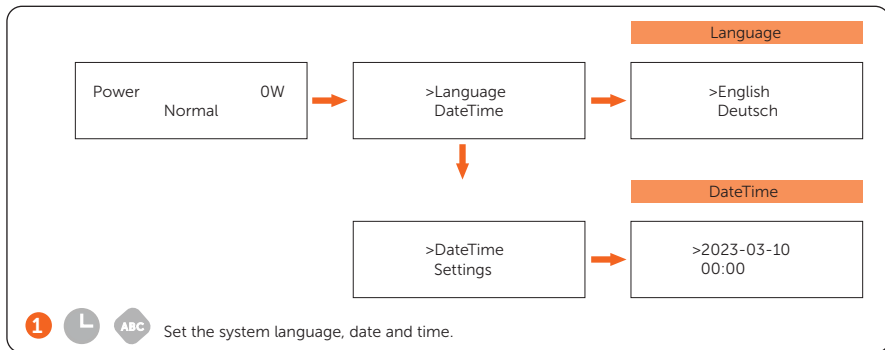 Language
Power 0W
Normal
>Language
DateTime
>English
Deutsch
DateTime
>DateTime
Settings
>2023-03-10
00:00
1 ABC Set the system language, date and time.